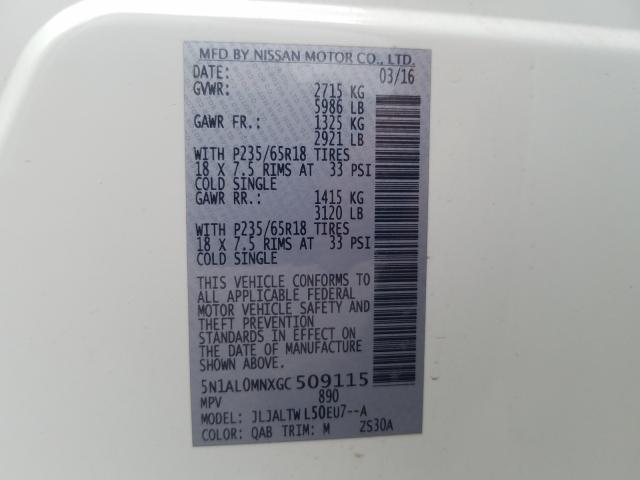 MFD BY NISSAN MOTOR CO., LTD.
DATE: 03/16
GVWR: 2715 KG
5986 LB
GAWR FR.: 1325 KG
2921 LB
WITH P235/65R18 TIRES
18 X 7.5 RIMS AT 33 PSI
COLD SINGLE
GAWR RR.: 1415 KG
3120 LB
WITH P235/65R18 TIRES
18 X 7.5 RIMS AT 33 PSI
COLD SINGLE
THIS VEHICLE CONFORMS TO
ALL APPLICABLE FEDERAL
MOTOR VEHICLE SAFETY AND
THEFT PREVENTION
STANDARDS IN EFFECT ON
THE DATE OF MANUFACTURE
SHOWN ABOVE.
5N1AL0MNXGC 509115
MPV 890
MODEL: JLJALTW L50EU7--A
COLOR: QAB TRIM: M ZS30A